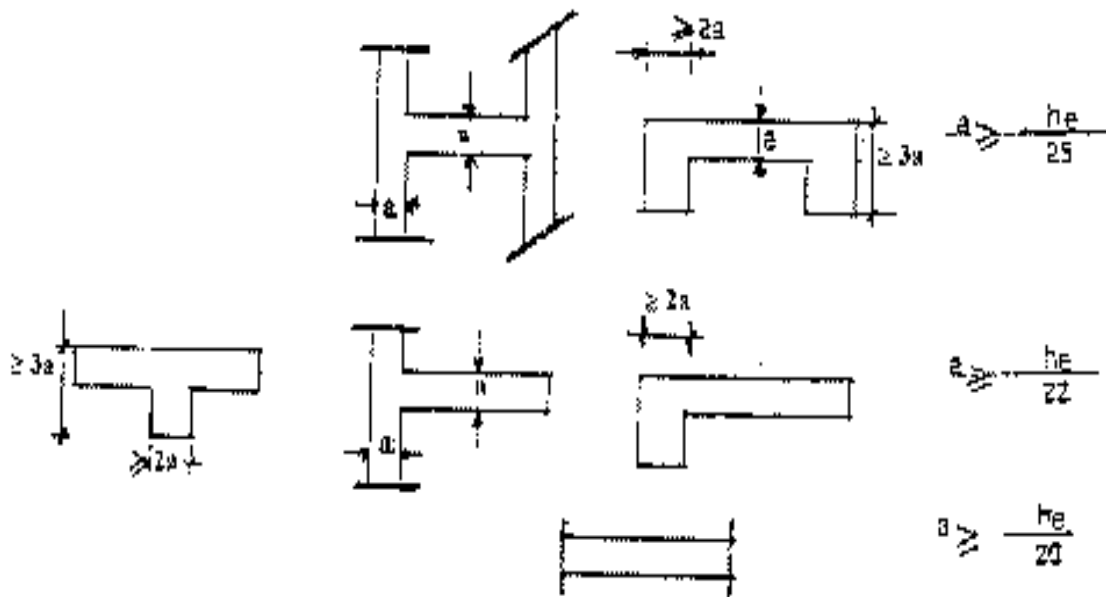 ≥ 2a
a
a
a
≥ 3a
a ≥ he/25
≥ 3a
≥ 2a
a
a
≥ 2a
a ≥ he/22
a ≥ he/20